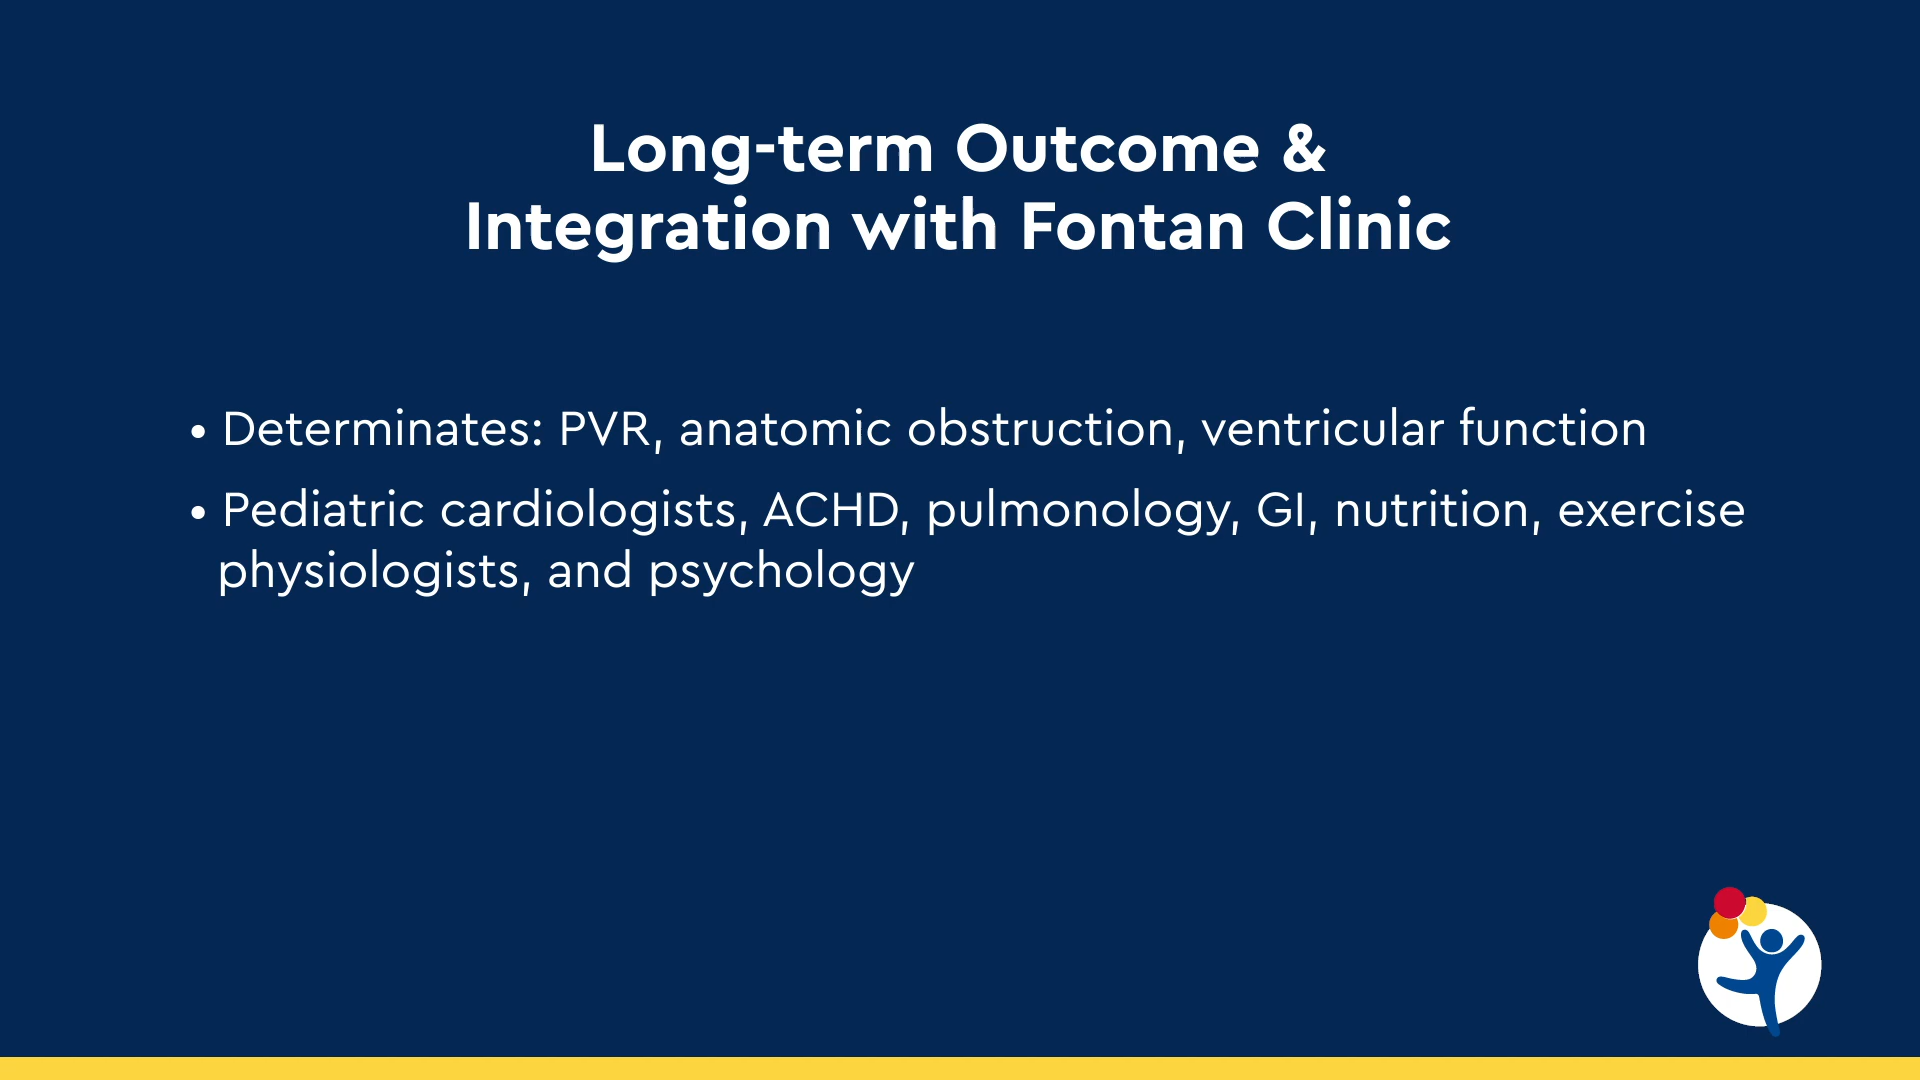 Long-term Outcome &
Integration with Fontan Clinic
• Determinates: PVR, anatomic obstruction, ventricular function
• Pediatric cardiologists, ACHD, pulmonology, GI, nutrition, exercise
physiologists, and psychology